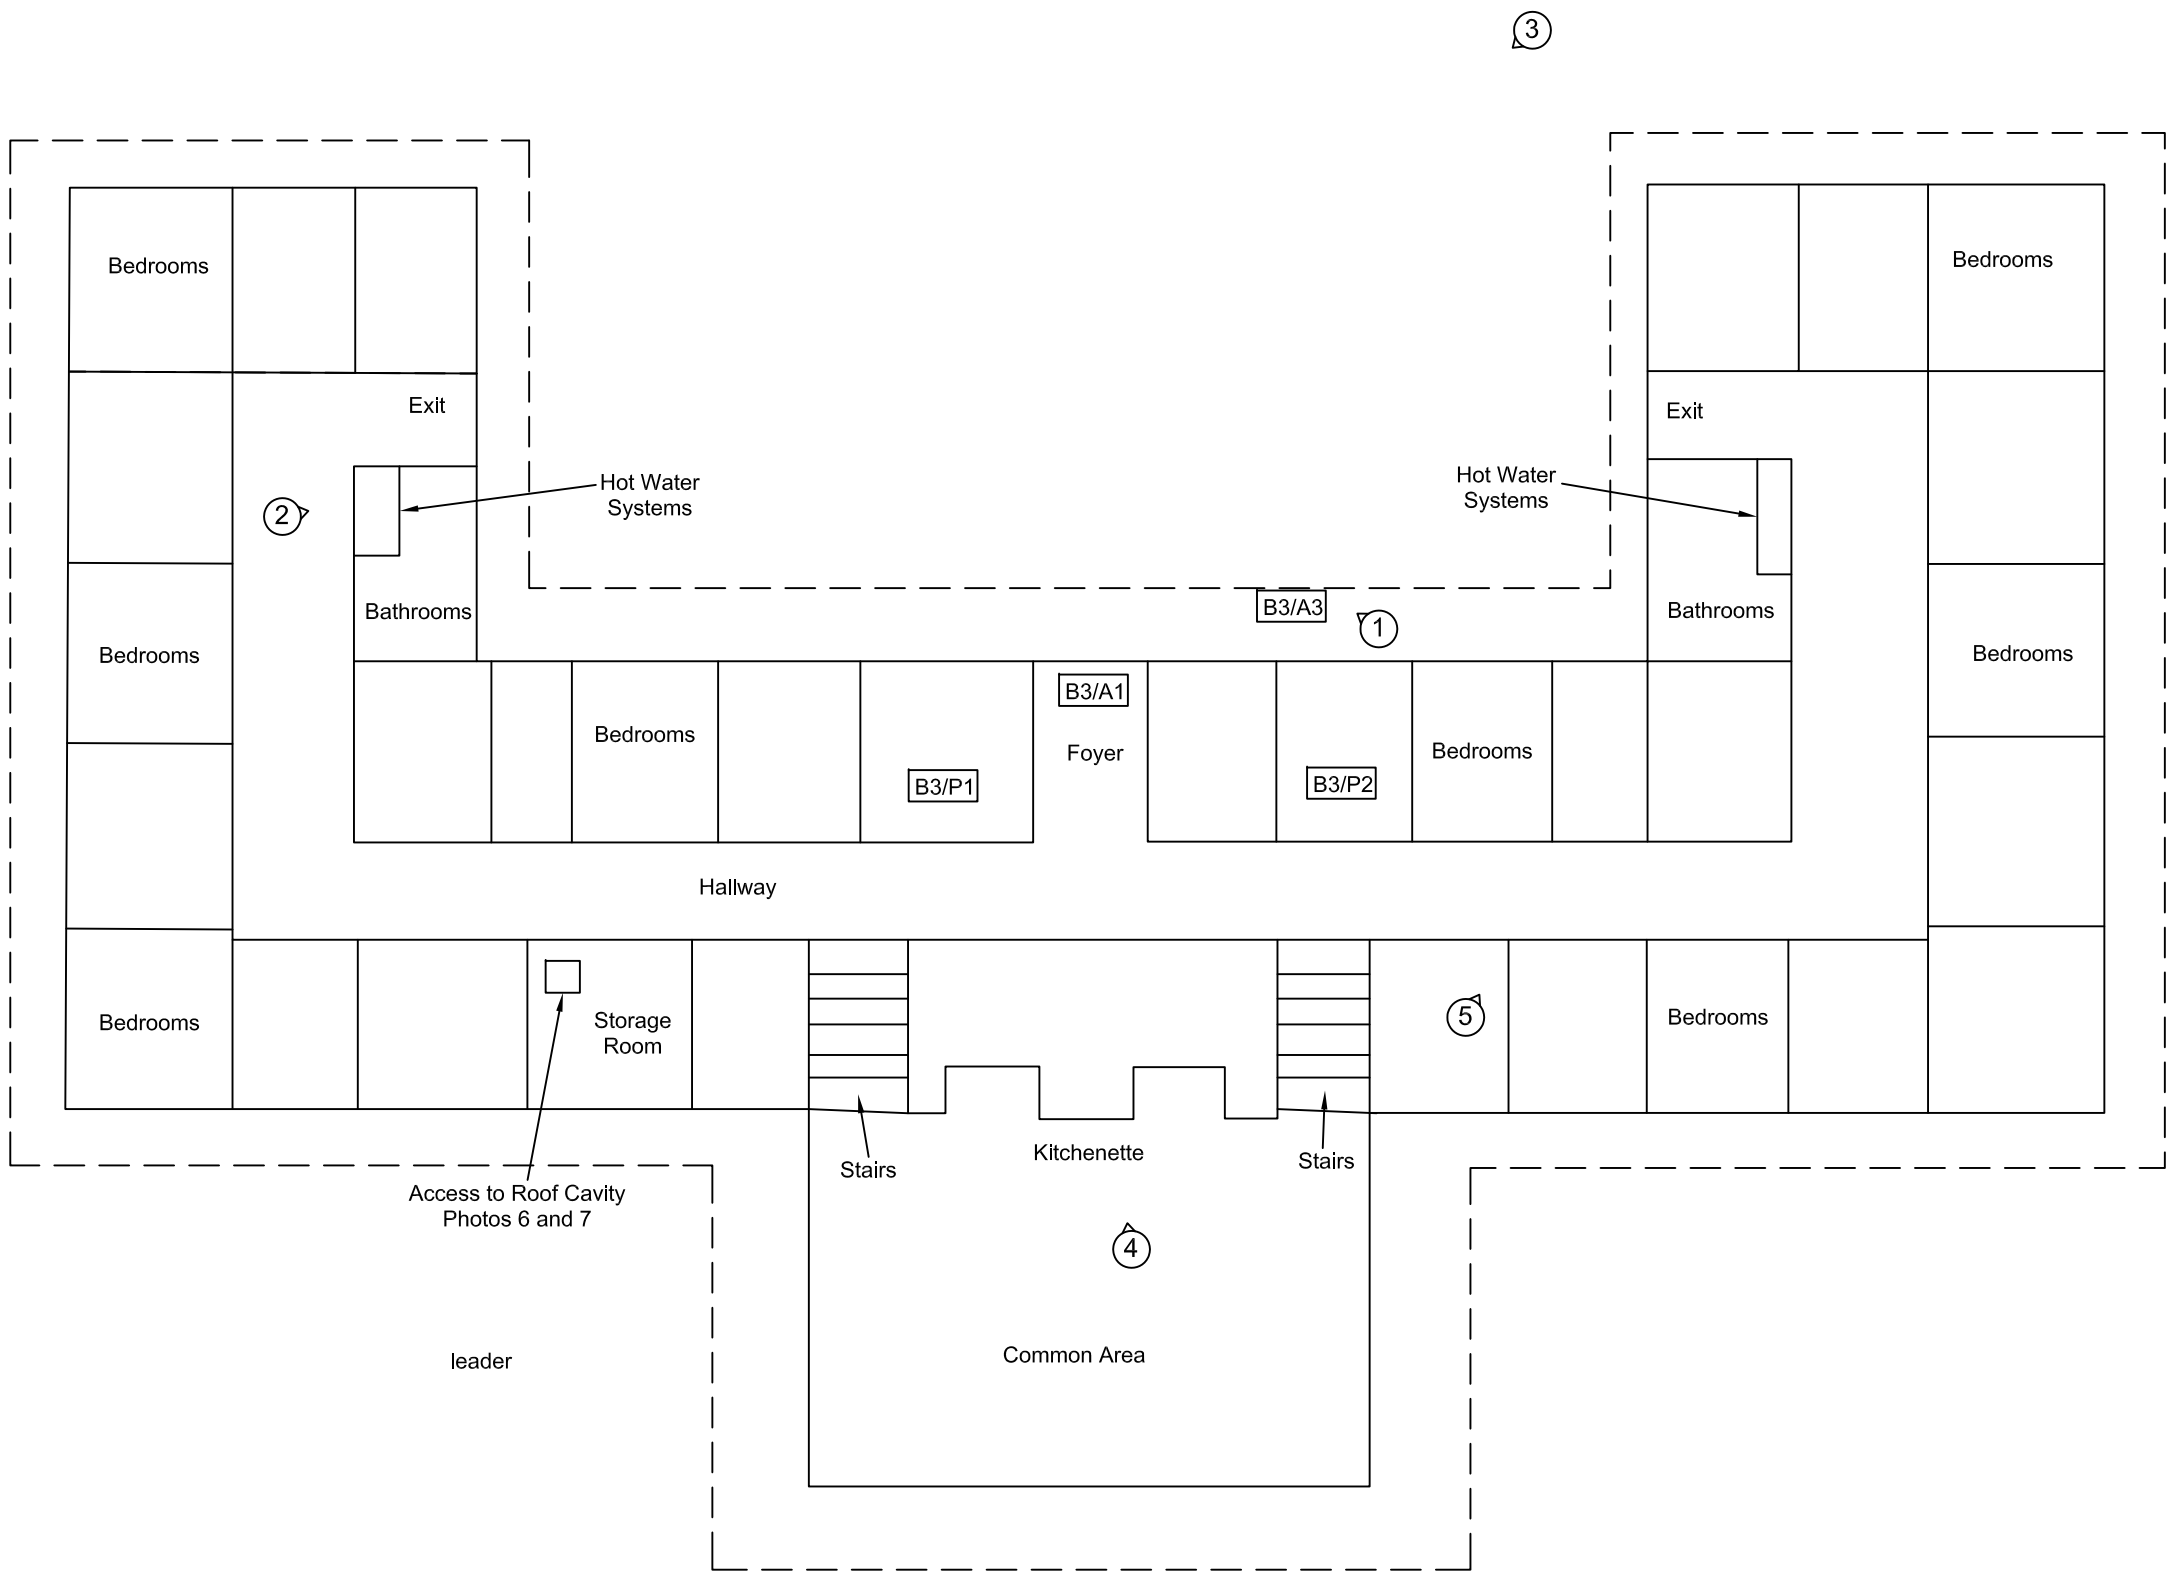 3
Bedrooms
Bedrooms
Exit
Exit
Hot Water
Systems
Hot Water
Systems
2
Bathrooms
B3/A3
1
Bathrooms
Bedrooms
Bedrooms
B3/A1
Bedrooms
Foyer
Bedrooms
B3/P1
B3/P2
Hallway
Bedrooms
Storage
Room
5
Bedrooms
Kitchenette
Stairs
Stairs
Access to Roof Cavity
Photos 6 and 7
4
leader
Common Area